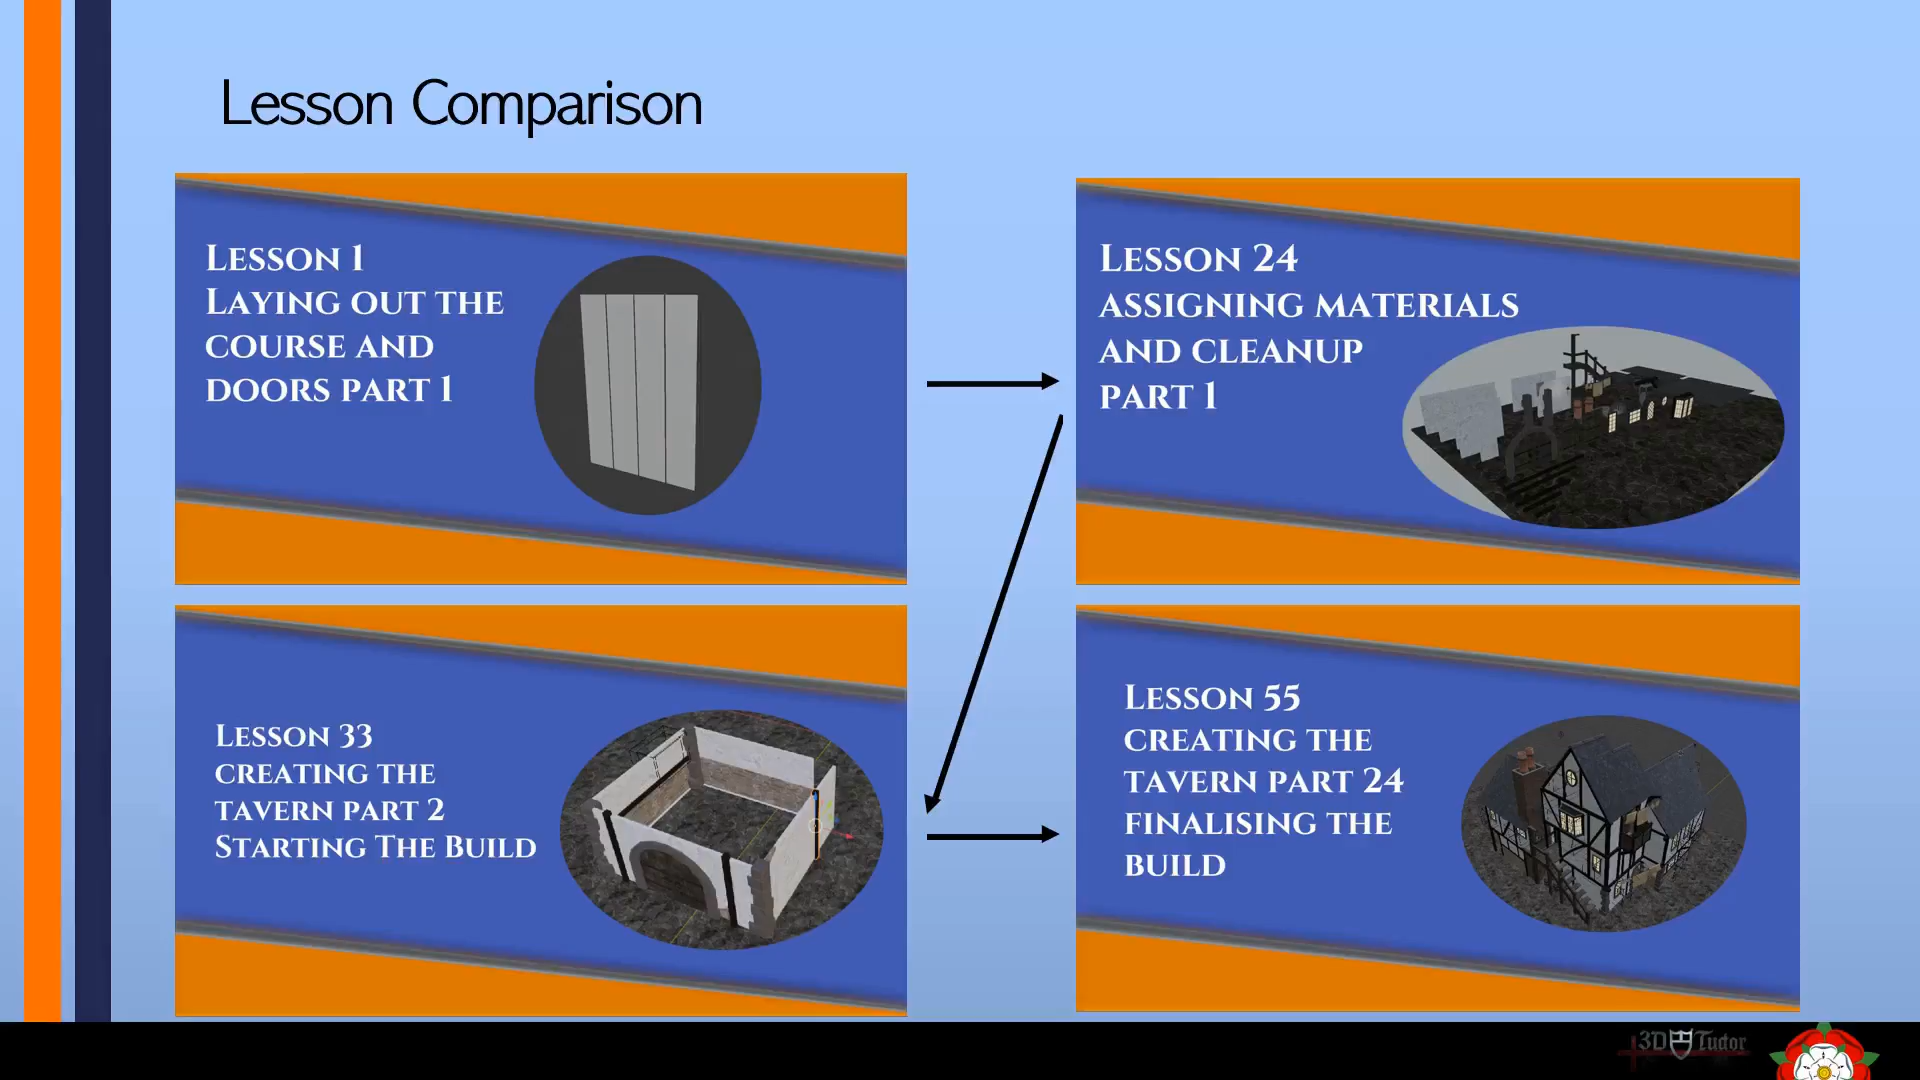 Lesson Comparison
Lesson 1
Laying out the
course and
doors part 1
Lesson 24
assigning materials
and cleanup
part 1
Lesson 33
creating the
tavern part 2
Starting The Build
Lesson 55
creating the
tavern part 24
finalising the
build
3D Tudor